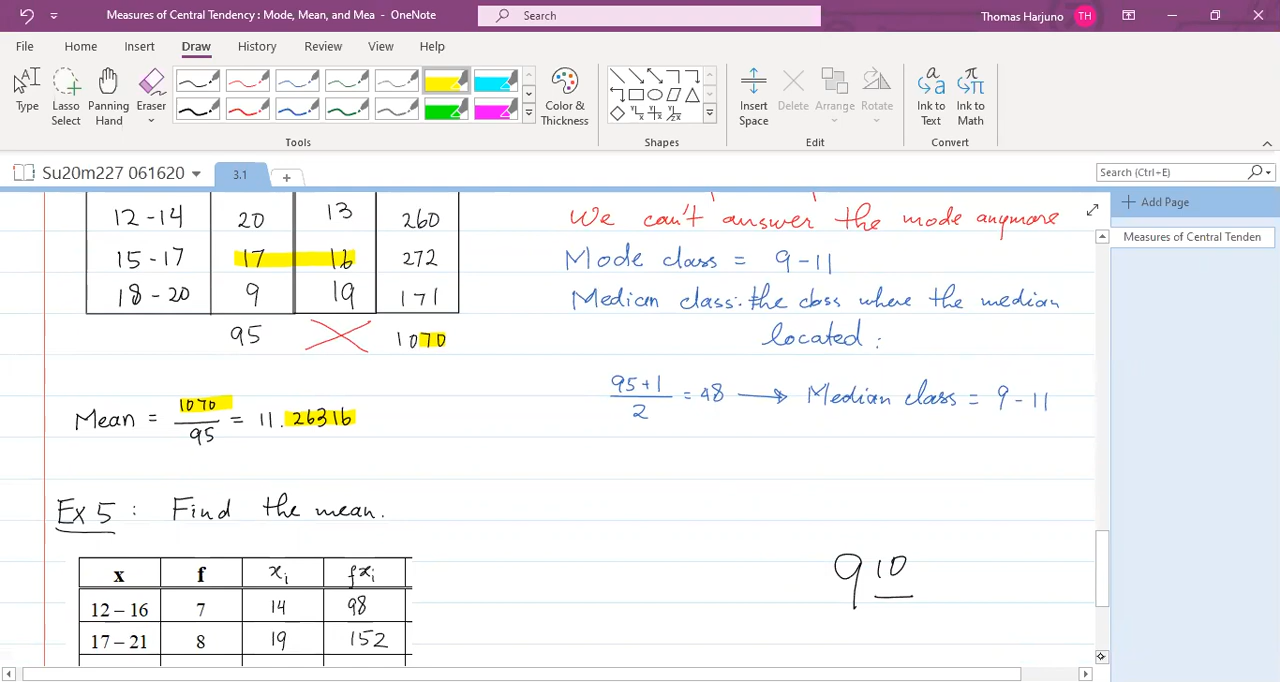 Measures of Central Tendency : Mode, Mean, and Mea - OneNote
Search
Thomas Harjuno TH
File Home Insert Draw History Review View Help
Type
Lasso Select
Panning Hand
Eraser
Color & Thickness
Insert Space
Delete
Arrange
Rotate
Ink to Text
Ink to Math
Tools Shapes Edit Convert
Su20m227 061620 3.1
Search (Ctrl+E)
Add Page
Measures of Central Tenden
12-14 20 13 260
15-17 17 16 272
18-20 9 19 171
95 1070
Mean = 1070/95 = 11.26316
We can't answer the mode anymore
Mode class = 9-11
Median class: the class where the median
located:
95+1/2 = 48 → Median class = 9-11
Ex 5 : Find the mean.
x f xi fxi
12 – 16 7 14 98
17 – 21 8 19 152
9 10